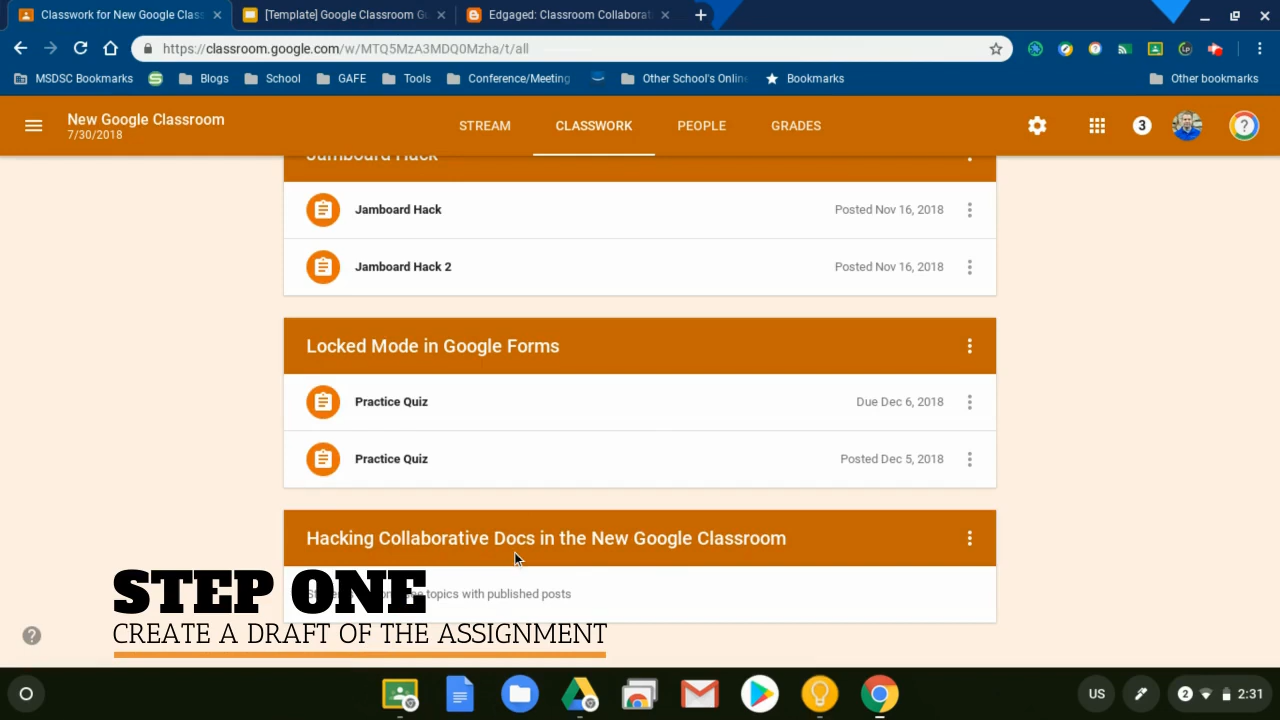 Classwork for New Google Clas
[Template] Google Classroom G
Edgaged: Classroom Collaborat
https://classroom.google.com/w/MTQ5MzA3MDQ0Mzha/t/all
MSDSC Bookmarks
Blogs
School
GAFE
Tools
Conference/Meeting
Other School's Onlin
Bookmarks
Other bookmarks
New Google Classroom
7/30/2018
STREAM
CLASSWORK
PEOPLE
GRADES
3
Jamboard Hack
Jamboard Hack
Posted Nov 16, 2018
Jamboard Hack 2
Posted Nov 16, 2018
Locked Mode in Google Forms
Practice Quiz
Due Dec 6, 2018
Practice Quiz
Posted Dec 5, 2018
Hacking Collaborative Docs in the New Google Classroom
topics with published posts
STEP ONE
CREATE A DRAFT OF THE ASSIGNMENT
US
2
2:31